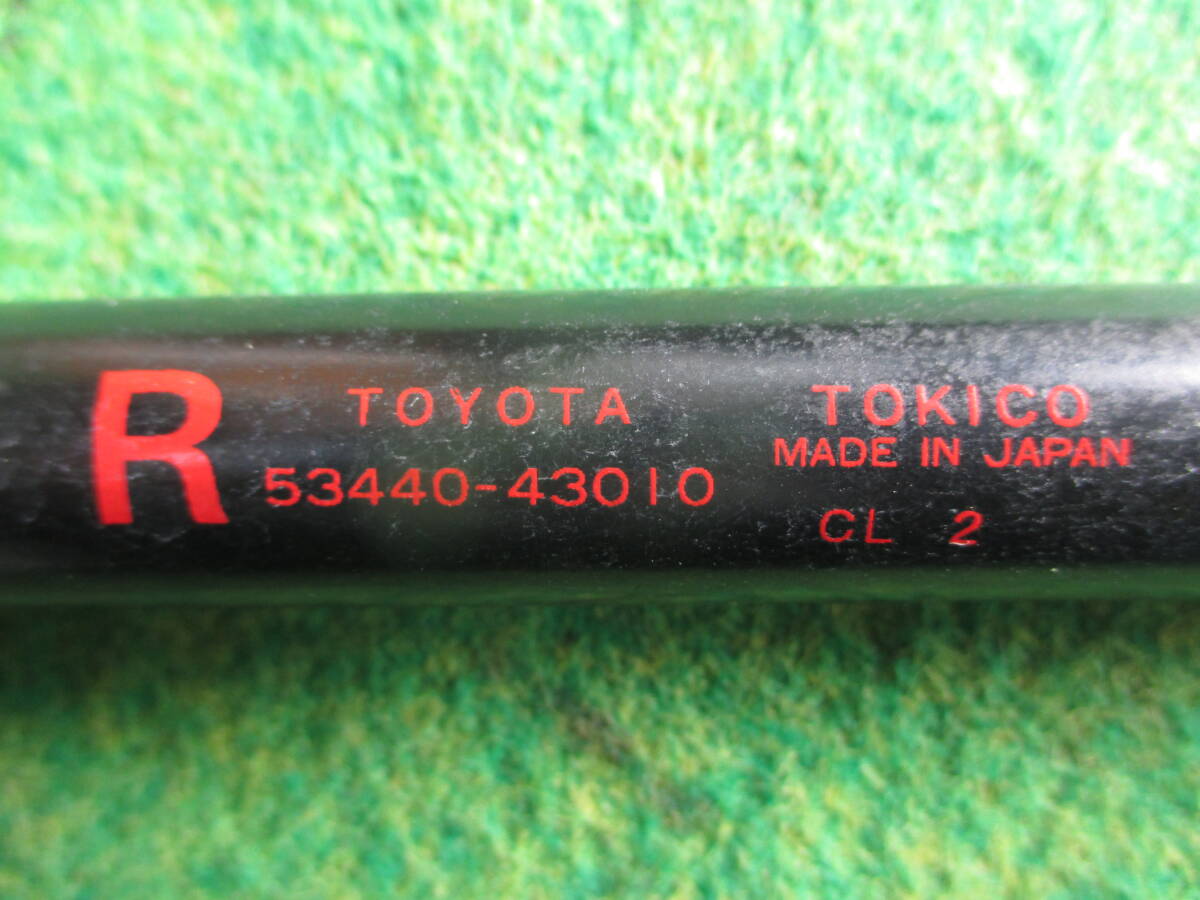 R
TOYOTA
53440-43010
TOKICO
MADE IN JAPAN
CL 2